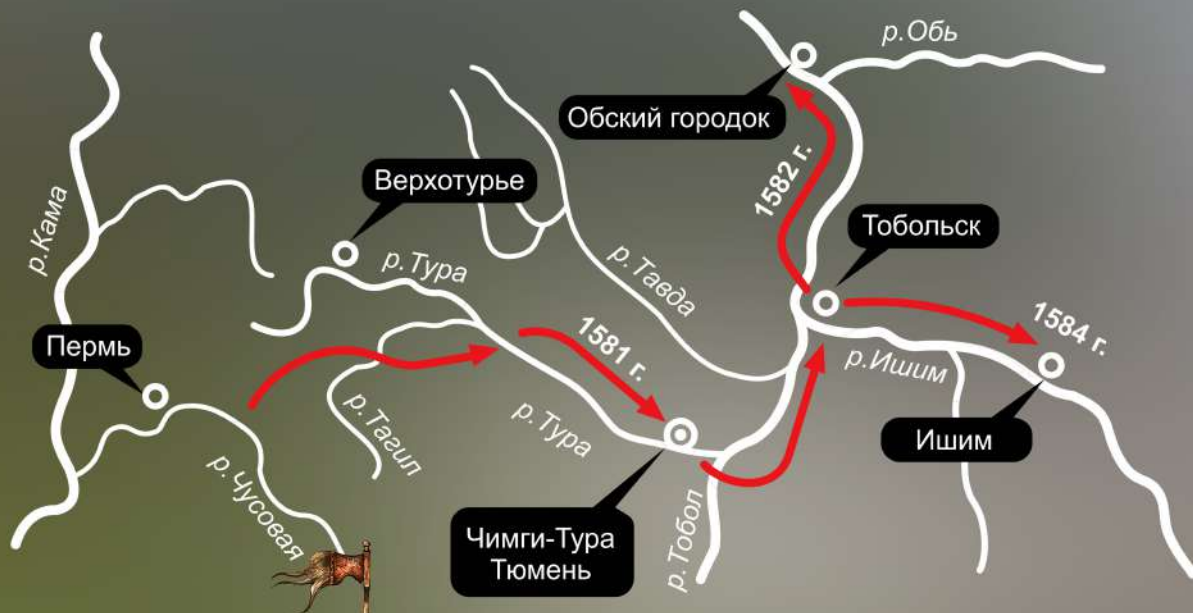 р.Обь
Обский городок
1582 г.
Верхотурье
р.Кама
Тобольск
р.Тура
р.Тавда
1584 г.
Пермь
1581 г.
р.Ишим
р.Тагил
р.Тура
Ишим
р.Чусовая
Чимги-Тура
Тюмень
р.Тобол